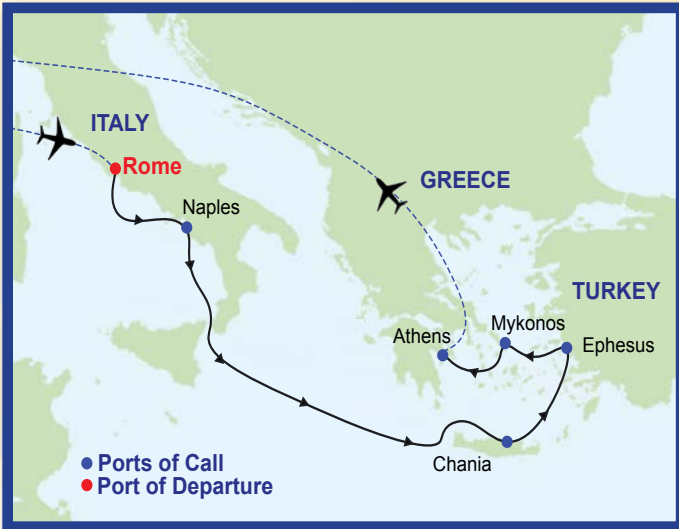 ITALY
Rome
GREECE
Naples
TURKEY
Mykonos
Athens
Ephesus
Chania
Ports of Call
Port of Departure